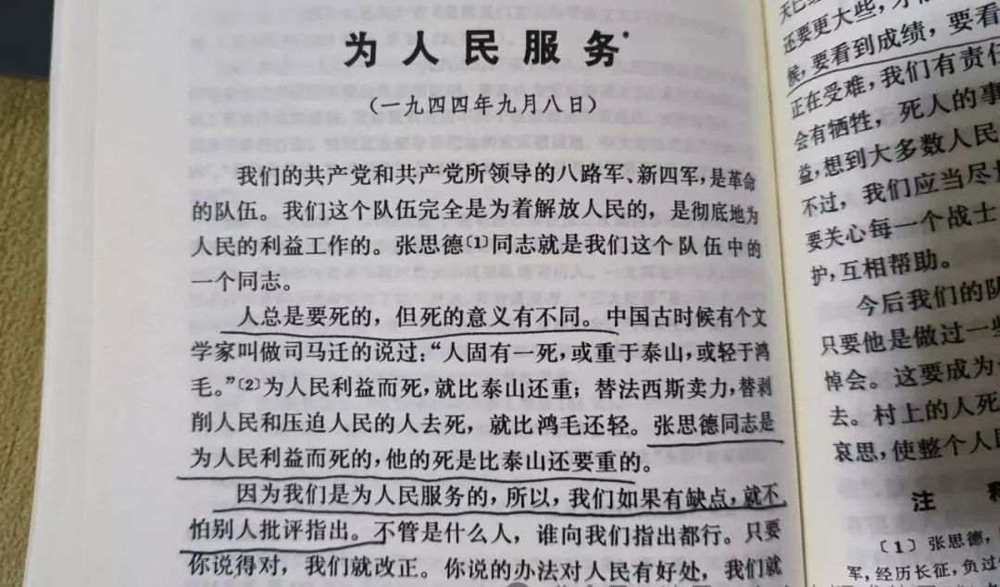 为人民服务*
（一九四四年九月八日）
我们的共产党和共产党所领导的八路军、新四军，是革命
的队伍。我们这个队伍完全是为着解放人民的，是彻底地为
人民的利益工作的。张思德〔1〕同志就是我们这个队伍中的
一个同志。
人总是要死的，但死的意义有不同。中国古时候有个文
学家叫做司马迁的说过：“人固有一死，或重于泰山，或轻于鸿
毛。”〔2〕为人民利益而死，就比泰山还重；替法西斯卖力，替剥
削人民和压迫人民的人去死，就比鸿毛还轻。张思德同志是
为人民利益而死的，他的死是比泰山还要重的。
因为我们是为人民服务的，所以，我们如果有缺点，就不
怕别人批评指出。不管是什么人，谁向我们指出都行。只要
你说得对，我们就改正。你说的办法对人民有好处，我们就
还要更大些，
候，要看到成绩，要看
正在受难，我们有责任
会有牺牲，死人的事
益，想到大多数人民
不过，我们应当尽
要关心每一个战士
护，互相帮助。
今后我们的队
只要他是做过一些
悼会。这要成为
去。村上的人死
哀思，使整个人
注
〔1〕张思德，
军，经历长征，负过